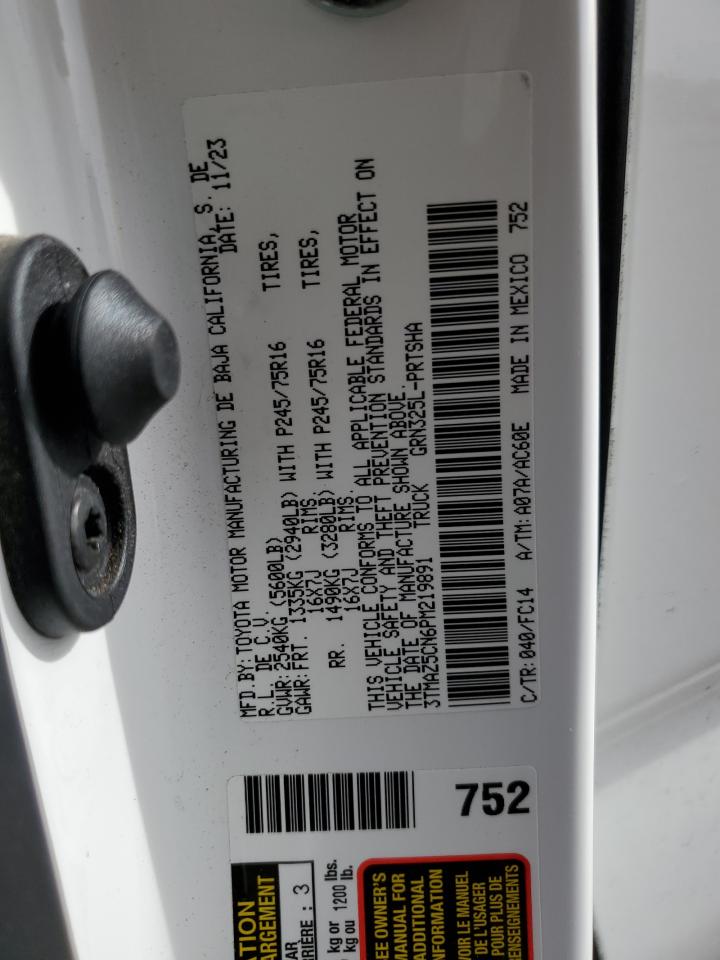 MFD.BY:TOYOTA MOTOR MANUFACTURING DE BAJA CALIFORNIA, S. DE
R.L. DE C.V. DATE: 11/23
GVWR:2540KG (5600LB)
GAWR:FRT. 1335KG (2940LB) WITH P245/75R16 TIRES,
16X7J RIMS,
RR. 1490KG (3280LB) WITH P245/75R16 TIRES,
16X7J RIMS.
THIS VEHICLE CONFORMS TO ALL APPLICABLE FEDERAL MOTOR
VEHICLE SAFETY AND THEFT PREVENTION STANDARDS IN EFFECT ON
THE DATE OF MANUFACTURE SHOWN ABOVE.
3TMAZ5CN6PM219891 TRUCK GRN325L-PRTSHA
C/TR:040/FC14 A/TM:A07A/AC60E MADE IN MEXICO 752
752
3
kg or 1200 lbs.
kg ou 1200 lb.
OWNER'S
MANUAL FOR
ADDITIONAL
VOIR LE MANUEL
DE L'USAGER
POUR PLUS DE